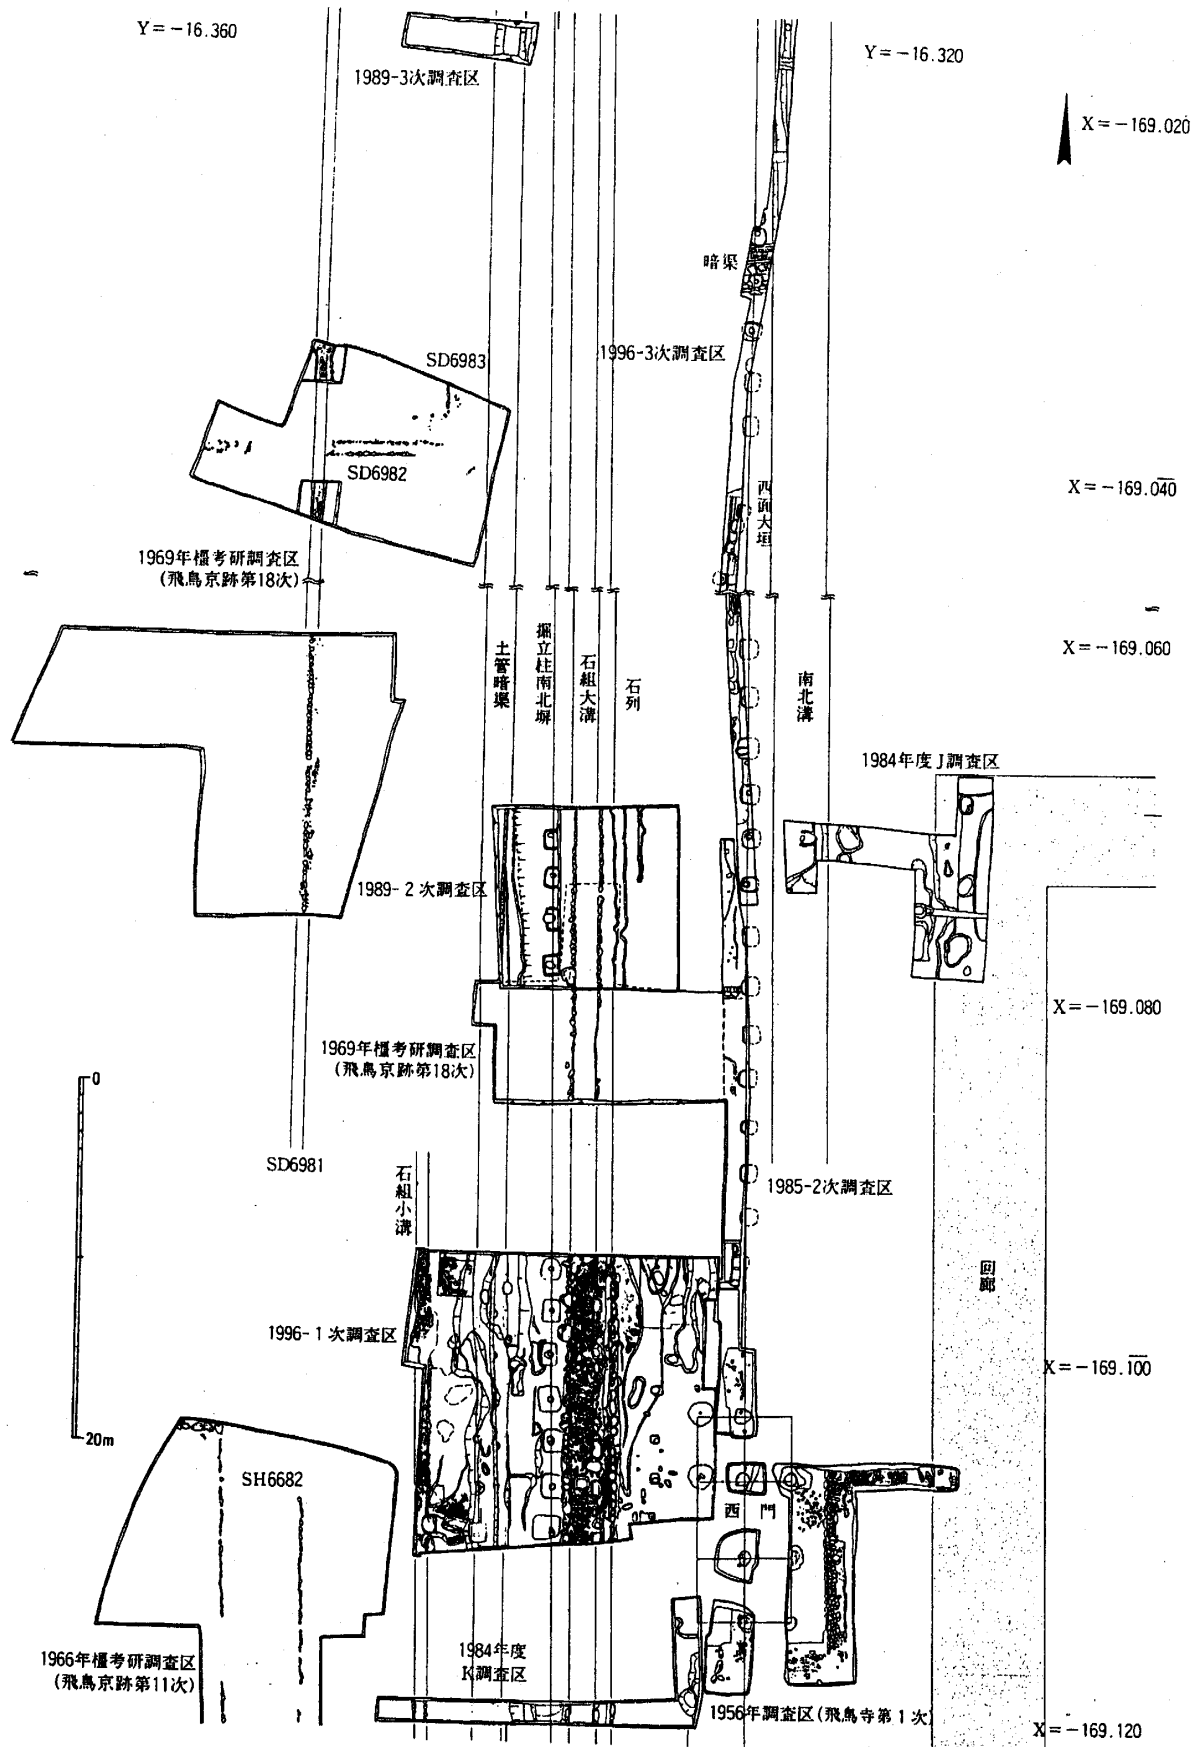 Y=-16.360
1989-3次調査区
Y=-16.320
X=-169.020
暗渠
1996-3次調査区
SD6983
SD6982
X=-169.040
西面大垣
1969年橿考研調査区
(飛鳥京跡第18次)
X=-169.060
土管暗渠
掘立柱南北塀
石組大溝
石列
南北溝
1984年度J調査区
1989-2次調査区
X=-169.080
1969年橿考研調査区
(飛鳥京跡第18次)
0
SD6981
石組小溝
1985-2次調査区
回廊
1996-1次調査区
X=-169.100
20m
SH6682
西門
1966年橿考研調査区
(飛鳥京跡第11次)
1984年度
K調査区
1956年調査区(飛鳥寺第1次)
X=-169.120